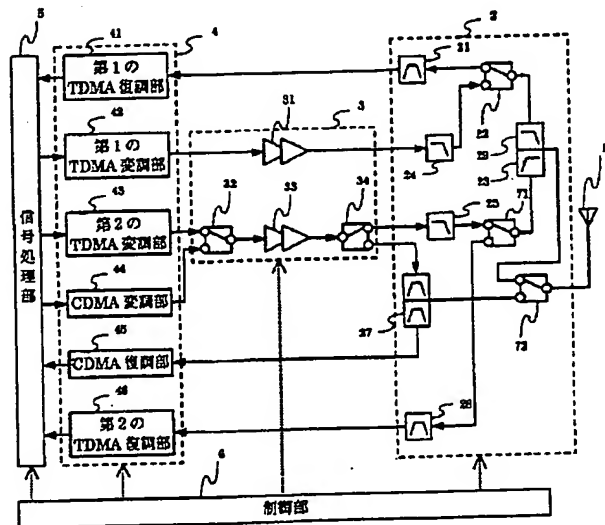 5
41
4
2
第1の
TDMA 復調部
21
42
31
3
22
第1の
TDMA 変調部
24
29
23
1
43
32
33
34
25
71
第2の
TDMA 変調部
信号処理部
44
CDMA 変調部
27
72
45
CDMA 復調部
46
26
第2の
TDMA 復調部
6
制御部